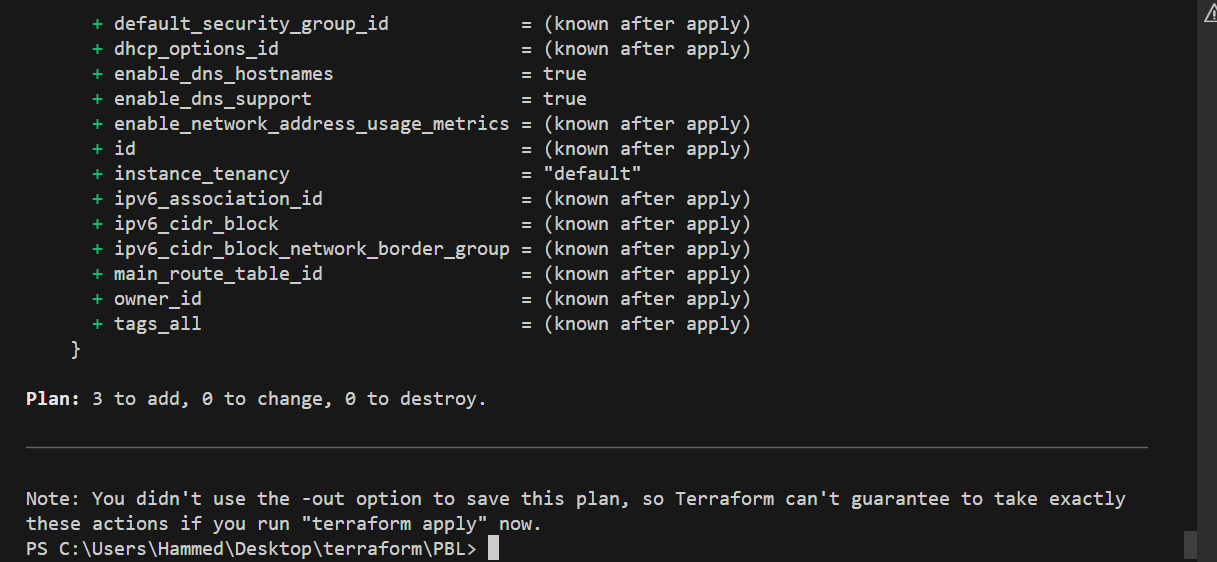 + default_security_group_id            = (known after apply)
+ dhcp_options_id                      = (known after apply)
+ enable_dns_hostnames                 = true
+ enable_dns_support                   = true
+ enable_network_address_usage_metrics = (known after apply)
+ id                                   = (known after apply)
+ instance_tenancy                     = "default"
+ ipv6_association_id                  = (known after apply)
+ ipv6_cidr_block                      = (known after apply)
+ ipv6_cidr_block_network_border_group = (known after apply)
+ main_route_table_id                  = (known after apply)
+ owner_id                             = (known after apply)
+ tags_all                             = (known after apply)
}
Plan: 3 to add, 0 to change, 0 to destroy.
Note: You didn't use the -out option to save this plan, so Terraform can't guarantee to take exactly
these actions if you run "terraform apply" now.
PS C:\Users\Hammed\Desktop\terraform\PBL>